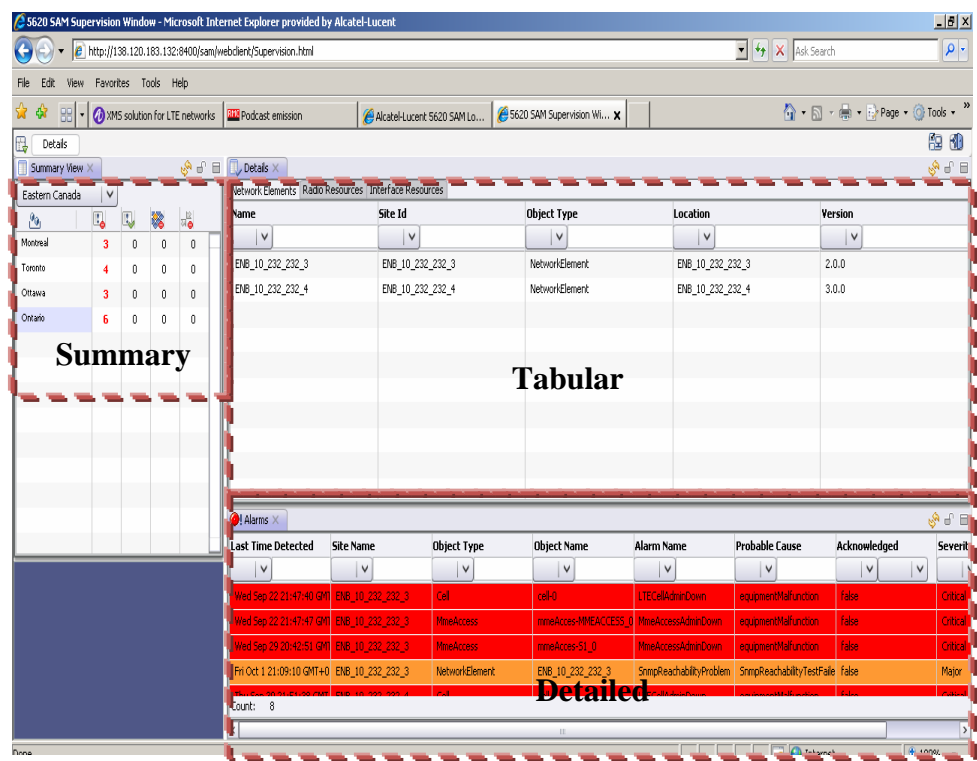 5620 SAM Supervision Window - Microsoft Internet Explorer provided by Alcatel-Lucent
http://138.120.183.132:8400/sam/webclient/Supervision.html
Ask Search
File Edit View Favorites Tools Help
XMS solution for LTE networks
Podcast emission
Alcatel-Lucent 5620 SAM Lo...
5620 SAM Supervision Wi...
Page
Tools
Details
Summary View
Details
Eastern Canada
Network Elements Radio Resources Interface Resources
Name Site Id Object Type Location Version
Montreal 3 0 0 0
Toronto 4 0 0 0
Ottawa 3 0 0 0
Ontario 6 0 0 0
ENB_10_232_232_3 ENB_10_232_232_3 NetworkElement ENB_10_232_232_3 2.0.0
ENB_10_232_232_4 ENB_10_232_232_4 NetworkElement ENB_10_232_232_4 3.0.0
Summary
Tabular
Alarms
Last Time Detected Site Name Object Type Object Name Alarm Name Probable Cause Acknowledged Severit
Wed Sep 22 21:47:40 GMT ENB_10_232_232_3 Cell cell-0 LTECellAdminDown equipmentMalfunction false Critical
Wed Sep 22 21:47:47 GMT ENB_10_232_232_3 MmeAccess mmeAcces-MMEACCESS_0 MmeAccessAdminDown equipmentMalfunction false Critical
Wed Sep 29 20:42:51 GMT ENB_10_232_232_3 MmeAccess mmeAcces-S1_0 MmeAccessAdminDown equipmentMalfunction false Critical
Fri Oct 1 21:09:10 GMT+0 ENB_10_232_232_3 NetworkElement ENB_10_232_232_3 SnmpReachabilityProblem SnmpReachabilityTestFaile false Major
Detailed
Count: 8
Done
Internet
100%